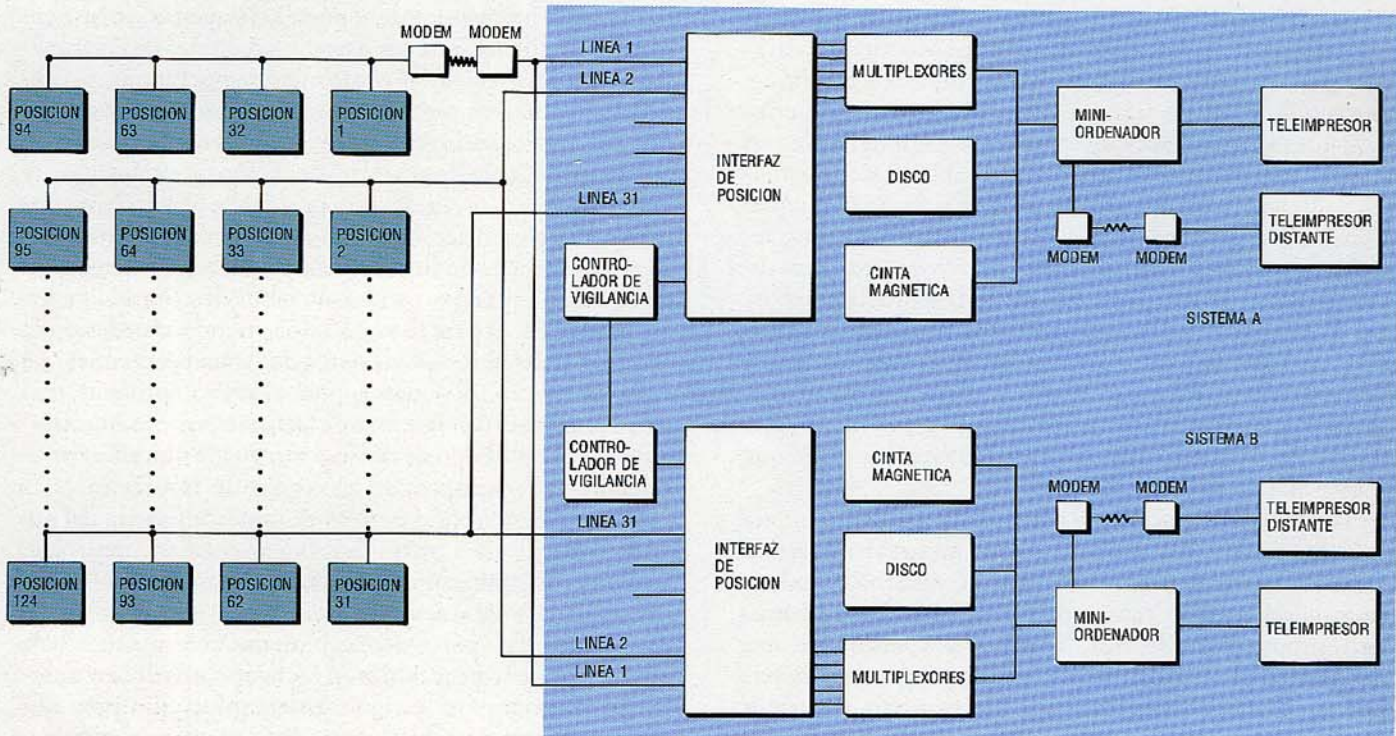 MODEM MODEM
POSICION
94
POSICION
63
POSICION
32
POSICION
1
POSICION
95
POSICION
64
POSICION
33
POSICION
2
POSICION
124
POSICION
93
POSICION
62
POSICION
31
LINEA 1
LINEA 2
LINEA 31
INTERFAZ
DE
POSICION
MULTIPLEXORES
DISCO
CINTA
MAGNETICA
CONTRO-
LADOR DE
VIGILANCIA
MINI-
ORDENADOR
TELEIMPRESOR
MODEM
MODEM
TELEIMPRESOR
DISTANTE
SISTEMA A
SISTEMA B
CONTRO-
LADOR DE
VIGILANCIA
LINEA 31
LINEA 2
LINEA 1
INTERFAZ
DE
POSICION
CINTA
MAGNETICA
DISCO
MULTIPLEXORES
MODEM MODEM
TELEIMPRESOR
DISTANTE
MINI-
ORDENADOR
TELEIMPRESOR